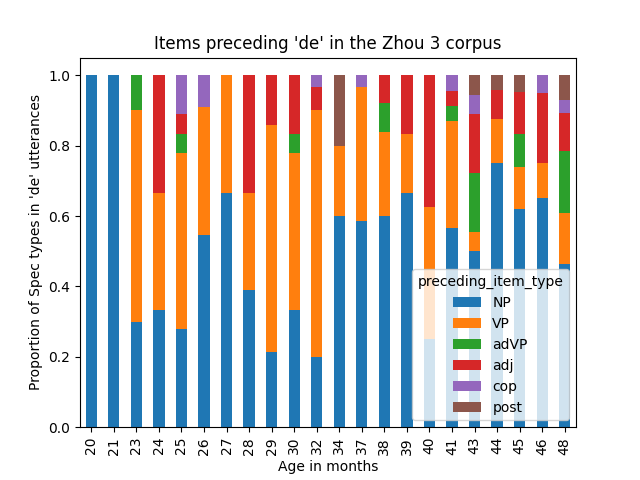 Items preceding 'de' in the Zhou 3 corpus
Proportion of Spec types in 'de' utterances
1.0
0.8
0.6
0.4
0.2
0.0
preceding_item_type
NP
VP
adVP
adj
cop
post
20 21 23 24 25 26 27 28 29 30 32 34 37 38 39 40 41 43 44 45 46 48
Age in months